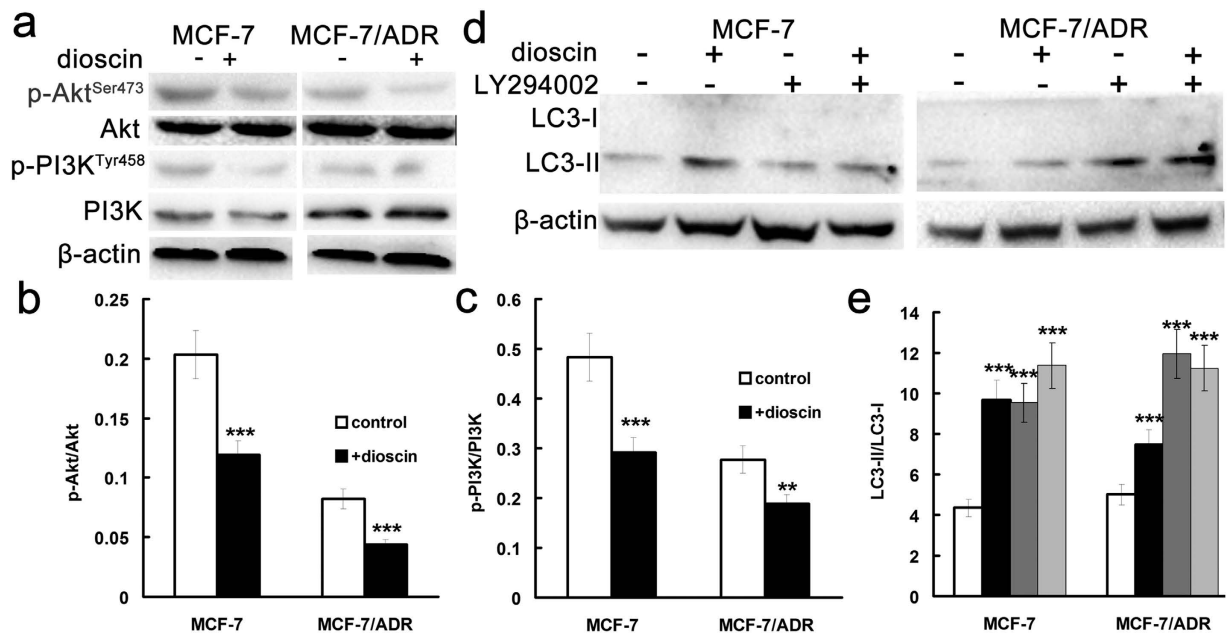 a
MCF-7 MCF-7/ADR
dioscin - + - +
p-Akt^Ser473
Akt
p-PI3K^Tyr458
PI3K
β-actin
d
MCF-7 MCF-7/ADR
dioscin - + - + - + - +
LY294002 - - + + - - + +
LC3-I
LC3-II
β-actin
b
0.25
0.2
0.15
0.1
0.05
0
p-Akt/Akt
***
***
control
+dioscin
MCF-7 MCF-7/ADR
c
0.6
0.5
0.4
0.3
0.2
0.1
0
p-PI3K/PI3K
***
**
control
+dioscin
MCF-7 MCF-7/ADR
e
14
12
10
8
6
4
2
0
LC3-II/LC3-I
*** *** ***
*** *** ***
MCF-7 MCF-7/ADR